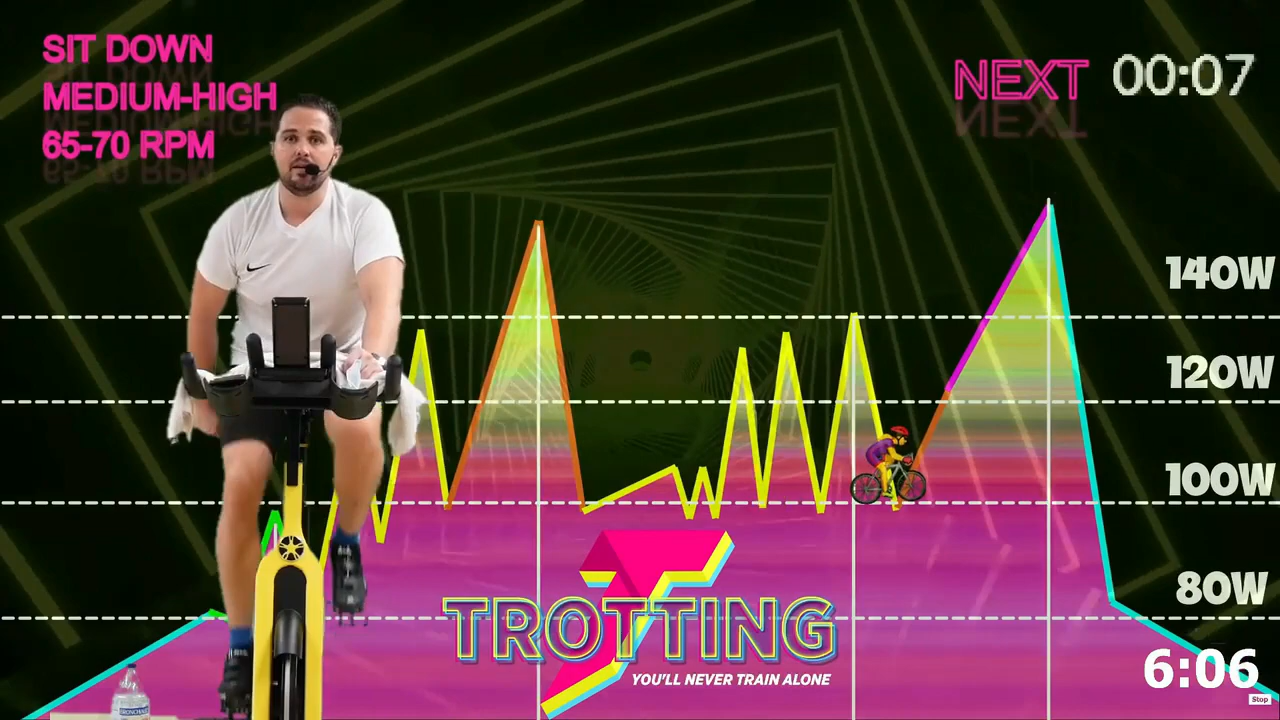 SIT DOWN
MEDIUM-HIGH
65-70 RPM
NEXT
00:07
140W
120W
100W
80W
TROTTING
YOU'LL NEVER TRAIN ALONE
6:06
Stop